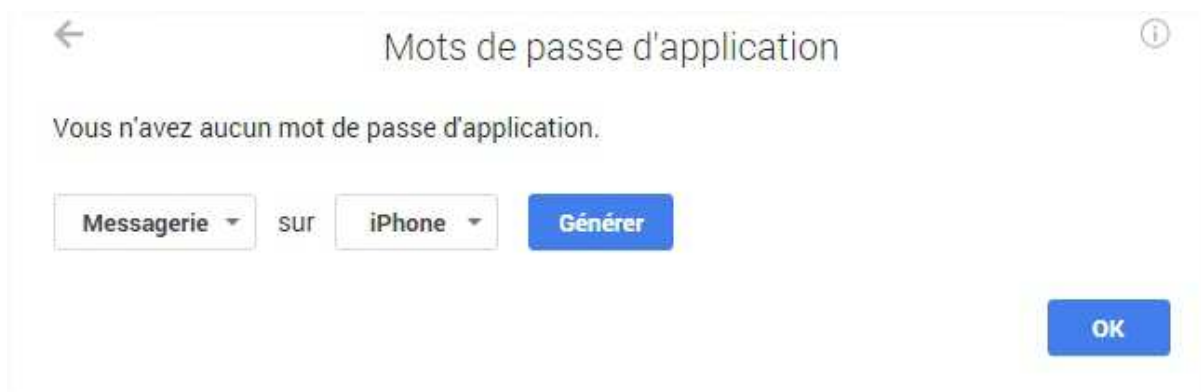 Mots de passe d'application
Vous n'avez aucun mot de passe d'application.
Messagerie sur iPhone Générer
OK